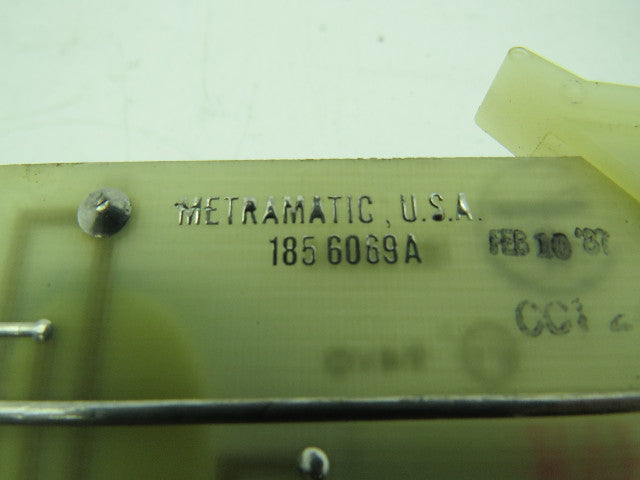 METRAMATIC, U.S.A.
185 6069A
FEB 10 '87
CC1